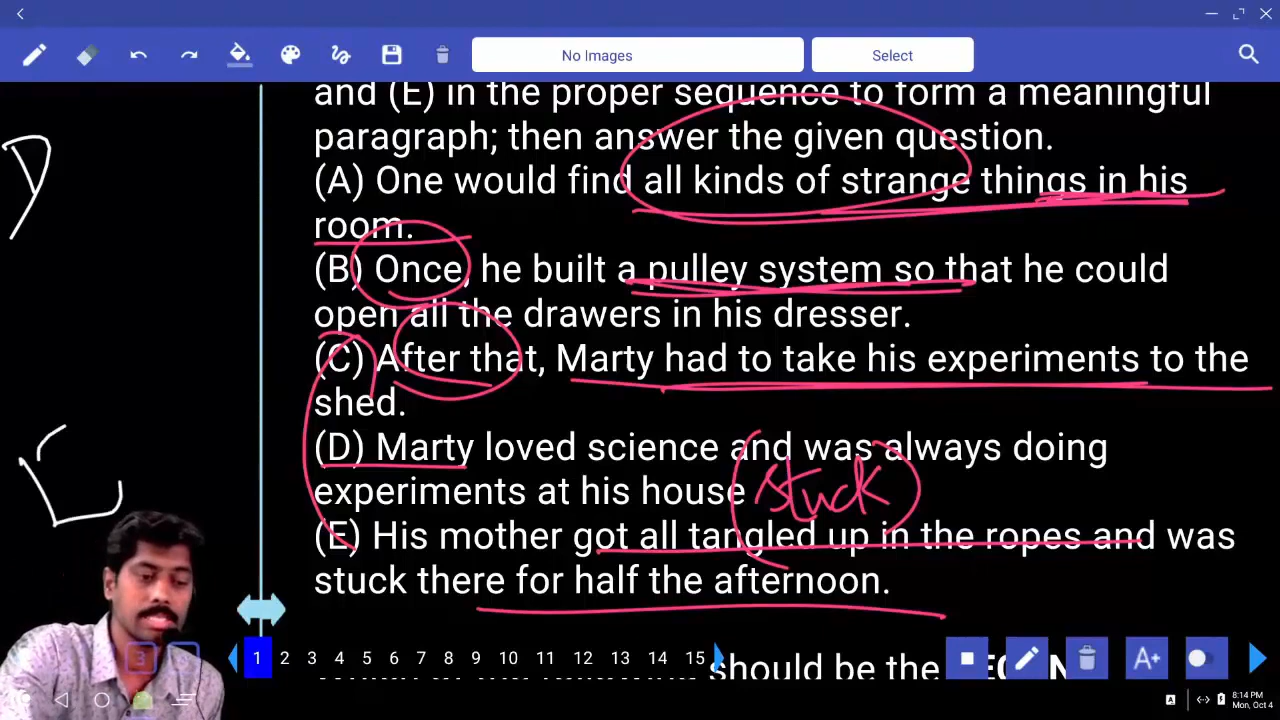 No Images
Select
and (E) in the proper sequence to form a meaningful
paragraph; then answer the given question.
(A) One would find all kinds of strange things in his
room.
(B) Once, he built a pulley system so that he could
open all the drawers in his dresser.
(C) After that, Marty had to take his experiments to the
shed.
(D) Marty loved science and was always doing
experiments at his house
stuck
(E) His mother got all tangled up in the ropes and was
stuck there for half the afternoon.
3
1 2 3 4 5 6 7 8 9 10 11 12 13 14 15
A+
should be the
A
8:14 PM
Mon, Oct 4